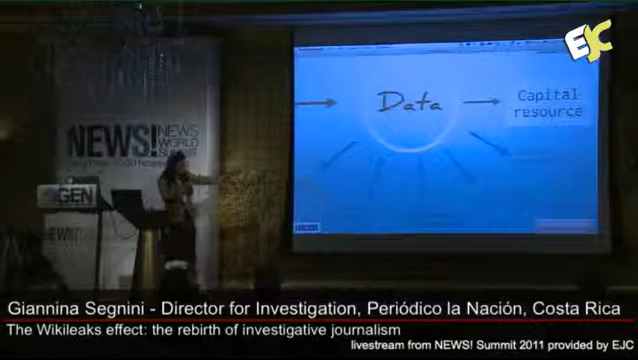 EJC
Data
Capital
resource
NEWS!
NEWS
WORLD
SUMMIT
GEN
Giannina Segnini - Director for Investigation, Periódico la Nación, Costa Rica
The Wikileaks effect: the rebirth of investigative journalism
livestream from NEWS! Summit 2011 provided by EJC